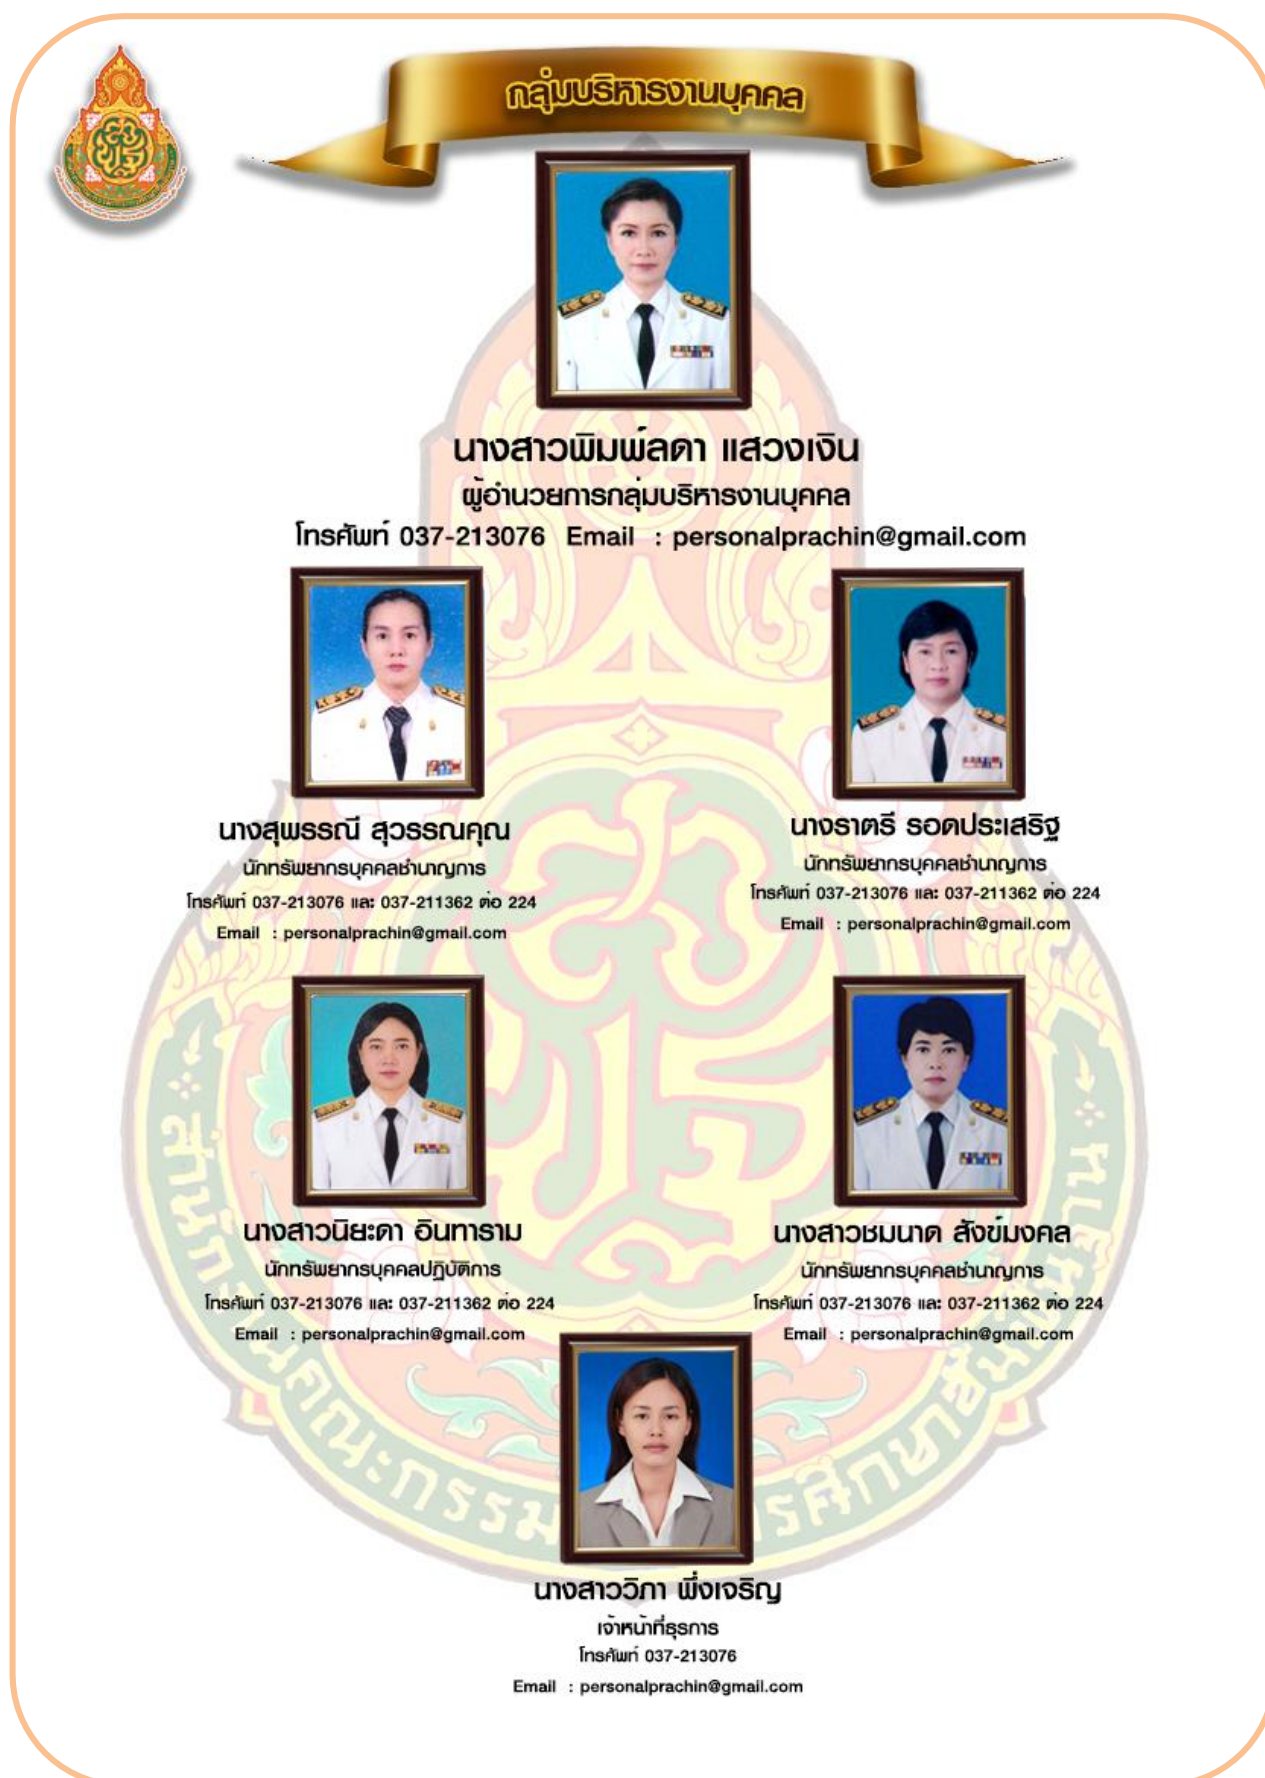 กลุ่มบริหารงานบุคคล
นางสาวพิมพ์ลดา แสวงเงิน
ผู้อำนวยการกลุ่มบริหารงานบุคคล
โทรศัพท์ 037-213076 Email : personalprachin@gmail.com
นางสุพรรณี สุวรรณคุณ
นักทรัพยากรบุคคลชำนาญการ
โทรศัพท์ 037-213076 และ 037-211362 ต่อ 224
Email : personalprachin@gmail.com
นางราตรี รอดประเสริฐ
นักทรัพยากรบุคคลชำนาญการ
โทรศัพท์ 037-213076 และ 037-211362 ต่อ 224
Email : personalprachin@gmail.com
นางสาวนิยะดา อินทาราม
นักทรัพยากรบุคคลปฏิบัติการ
โทรศัพท์ 037-213076 และ 037-211362 ต่อ 224
Email : personalprachin@gmail.com
นางสาวชมนาด สังข์มงคล
นักทรัพยากรบุคคลชำนาญการ
โทรศัพท์ 037-213076 และ 037-211362 ต่อ 224
Email : personalprachin@gmail.com
นางสาววิภา พึ่งเจริญ
เจ้าหน้าที่ธุรการ
โทรศัพท์ 037-213076
Email : personalprachin@gmail.com